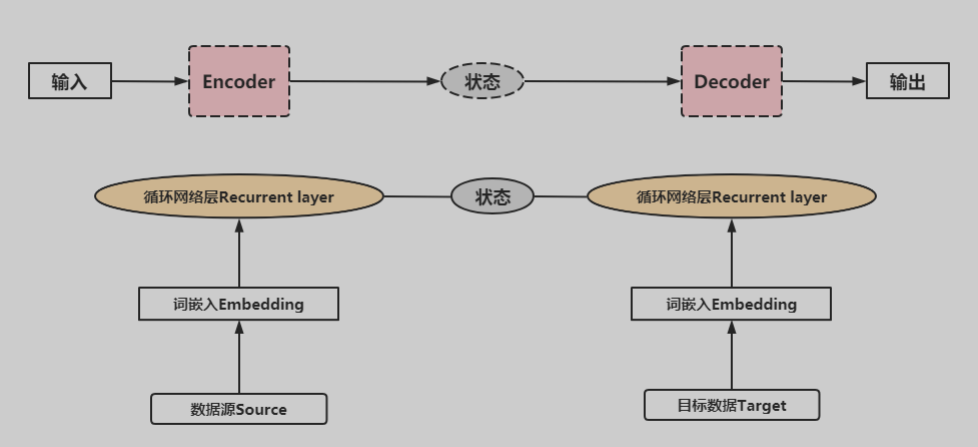 输入
Encoder
状态
Decoder
输出
循环网络层Recurrent layer
状态
循环网络层Recurrent layer
词嵌入Embedding
词嵌入Embedding
数据源Source
目标数据Target